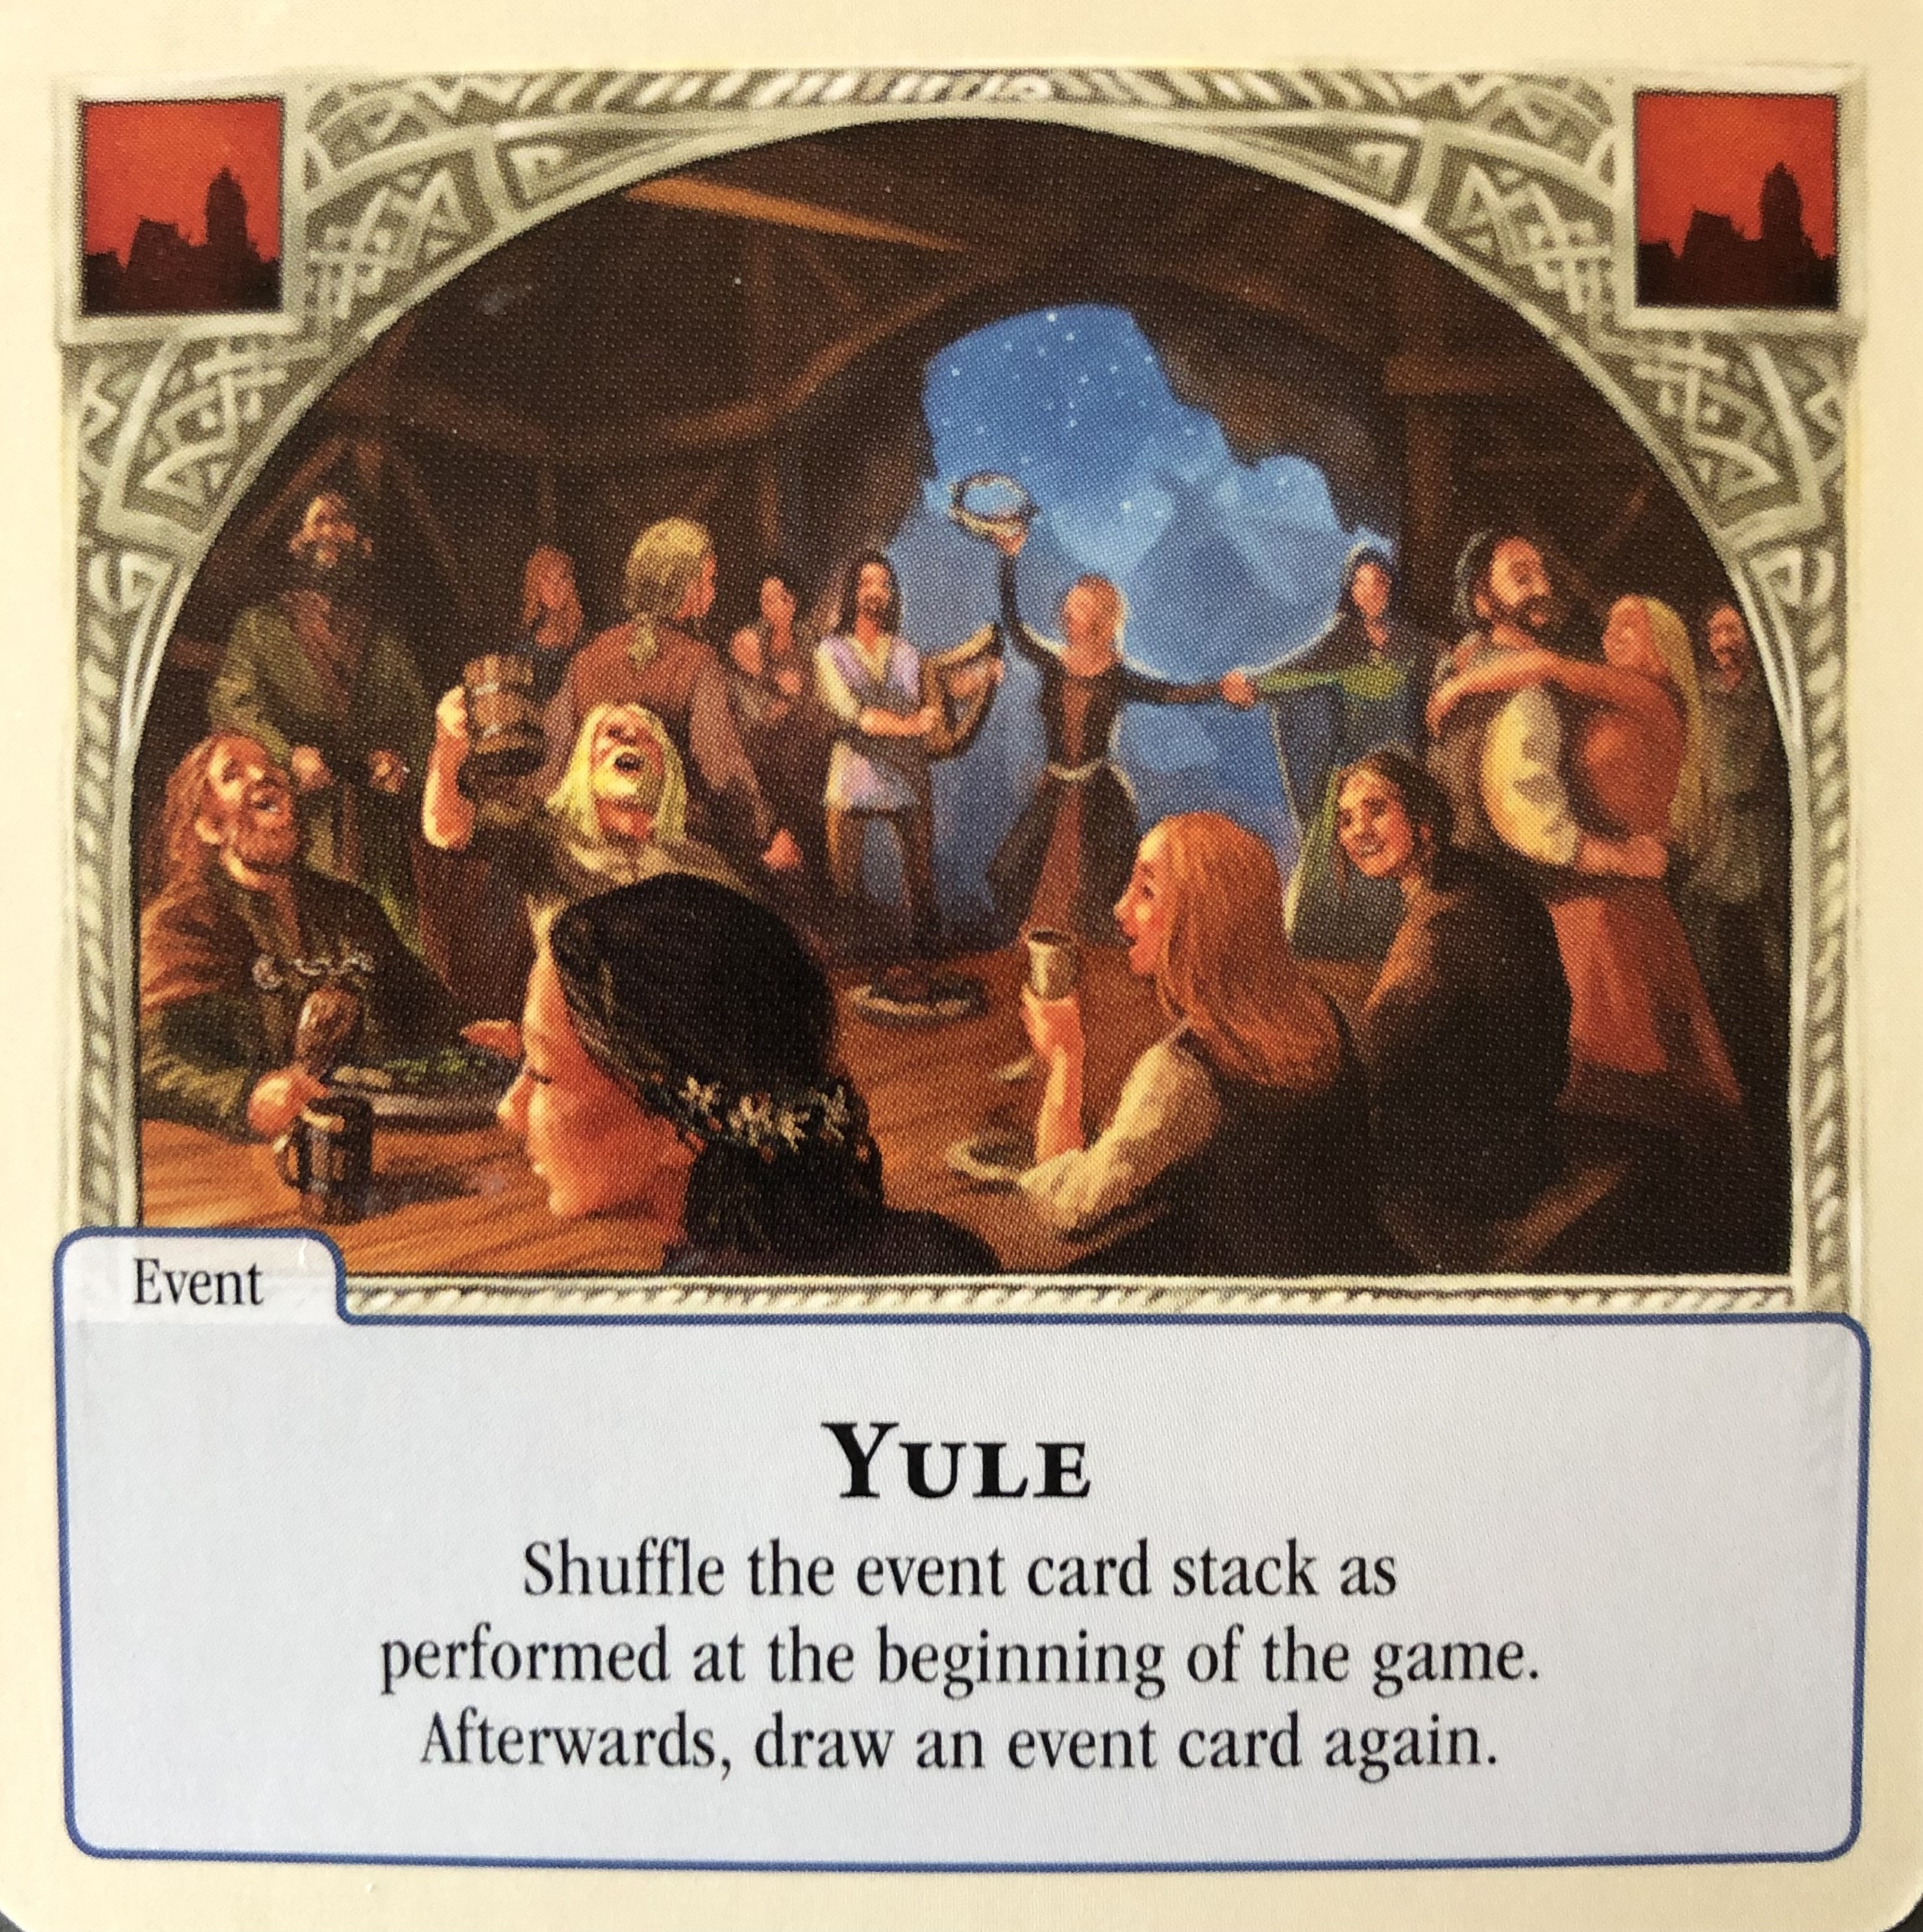 Event
YULE
Shuffle the event card stack as
performed at the beginning of the game.
Afterwards, draw an event card again.